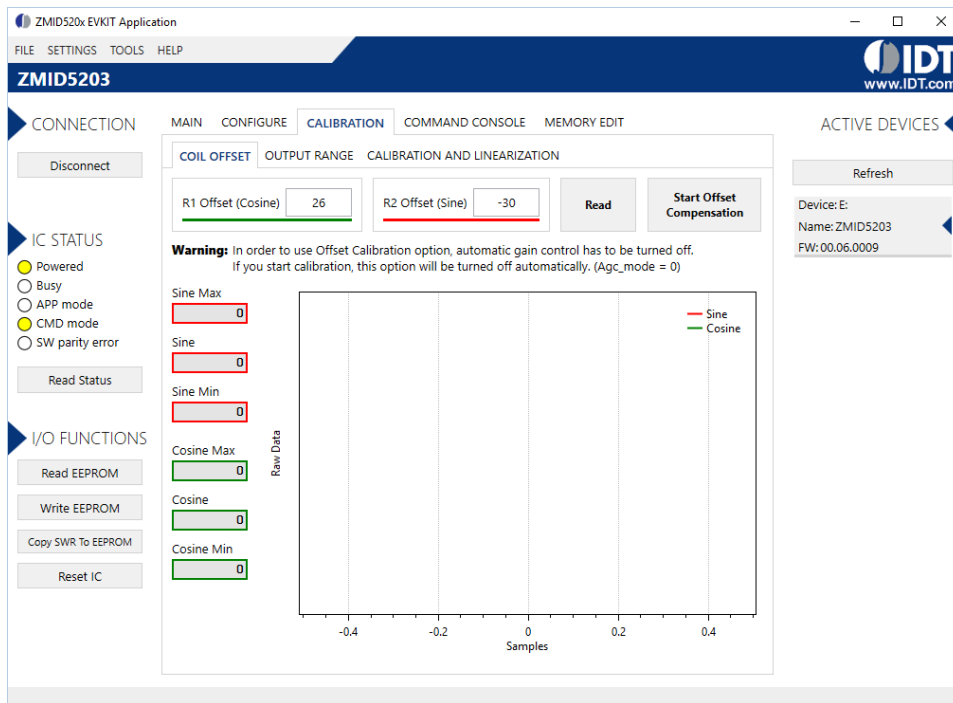 ZMID520x EVKIT Application
FILE SETTINGS TOOLS HELP
IDT
www.IDT.com
ZMID5203
CONNECTION
Disconnect
IC STATUS
Powered
Busy
APP mode
CMD mode
SW parity error
Read Status
I/O FUNCTIONS
Read EEPROM
Write EEPROM
Copy SWR To EEPROM
Reset IC
MAIN CONFIGURE CALIBRATION COMMAND CONSOLE MEMORY EDIT
COIL OFFSET OUTPUT RANGE CALIBRATION AND LINEARIZATION
R1 Offset (Cosine) 26
R2 Offset (Sine) -30
Read
Start Offset
Compensation
Warning: In order to use Offset Calibration option, automatic gain control has to be turned off.
If you start calibration, this option will be turned off automatically. (Agc_mode = 0)
Sine Max
0
Sine
0
Sine Min
0
Cosine Max
0
Cosine
0
Cosine Min
0
Raw Data
Sine
Cosine
-0.4 -0.2 0 0.2 0.4
Samples
ACTIVE DEVICES
Refresh
Device: E:
Name: ZMID5203
FW: 00.06.0009